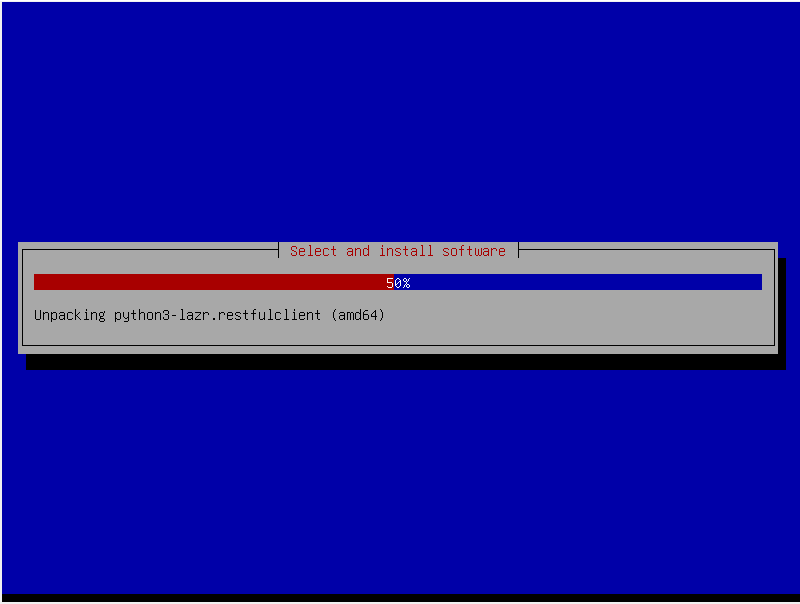 Select and install software
50%
Unpacking python3-lazr.restfulclient (amd64)